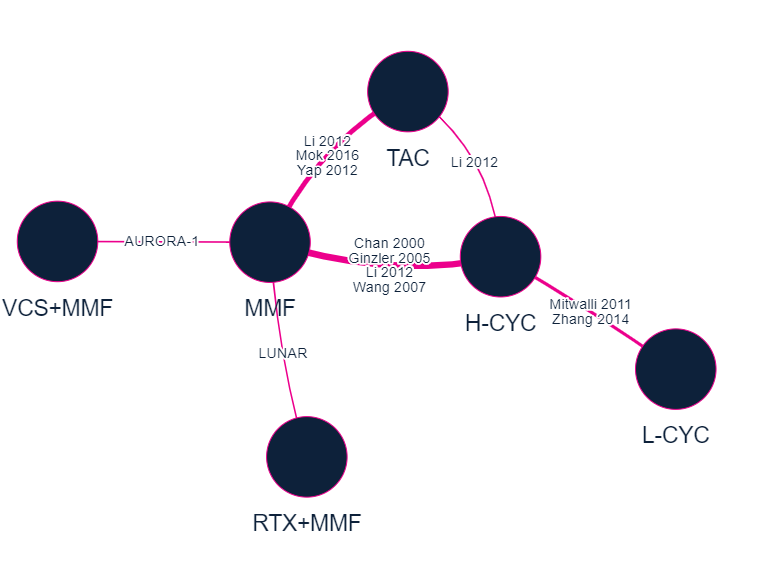 Li 2012
Mok 2016
Yap 2012
TAC
Li 2012
AURORA-1
Chan 2000
Ginzler 2005
Li 2012
Wang 2007
VCS+MMF
MMF
H-CYC
Mitwalli 2011
Zhang 2014
LUNAR
L-CYC
RTX+MMF